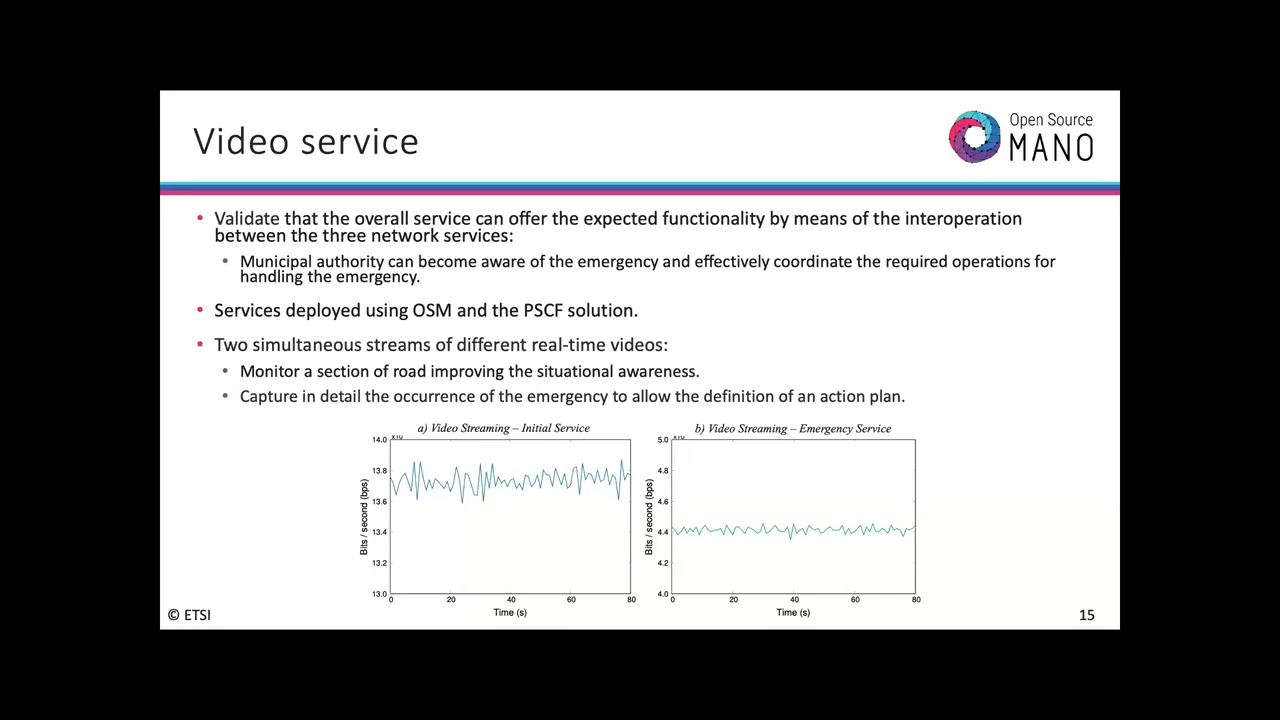 Video service
Open Source
MANO
• Validate that the overall service can offer the expected functionality by means of the interoperation
between the three network services:
• Municipal authority can become aware of the emergency and effectively coordinate the required operations for
handling the emergency.
• Services deployed using OSM and the PSCF solution.
• Two simultaneous streams of different real-time videos:
• Monitor a section of road improving the situational awareness.
• Capture in detail the occurrence of the emergency to allow the definition of an action plan.
a) Video Streaming – Initial Service
14.0
13.8
13.6
13.4
13.2
13.0
Bits / second (bps)
0 20 40 60 80
Time (s)
b) Video Streaming – Emergency Service
5.0
4.8
4.6
4.4
4.2
4.0
Bits / second (bps)
0 20 40 60 80
Time (s)
© ETSI
15